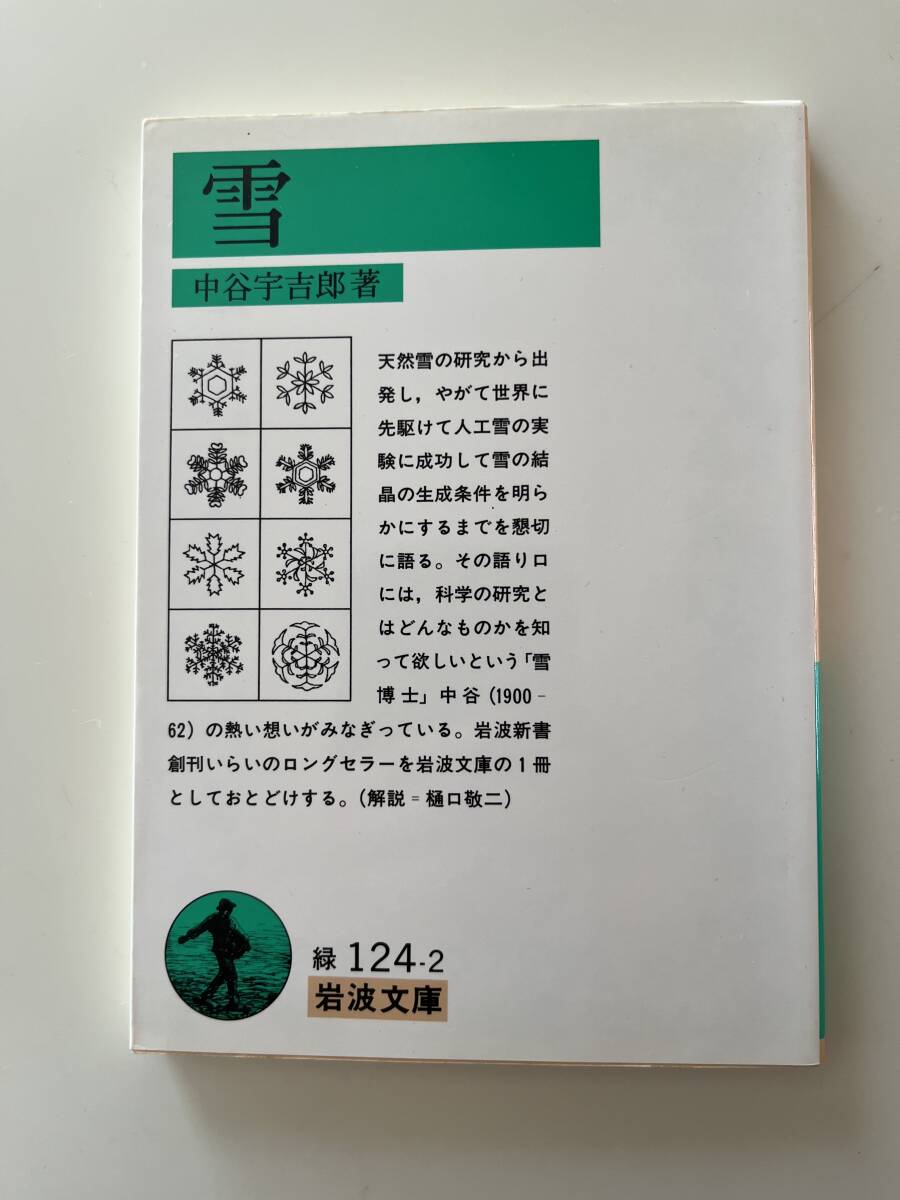 雪
中谷宇吉郎著
天然雪の研究から出
発し，やがて世界に
先駆けて人工雪の実
験に成功して雪の結
晶の生成条件を明ら
かにするまでを懇切
に語る。その語り口
には，科学の研究と
はどんなものかを知
って欲しいという「雪
博士」中谷（1900－
62）の熱い想いがみなぎっている。岩波新書
創刊いらいのロングセラーを岩波文庫の1冊
としておとどけする。（解説＝樋口敬二）
緑 124-2
岩波文庫